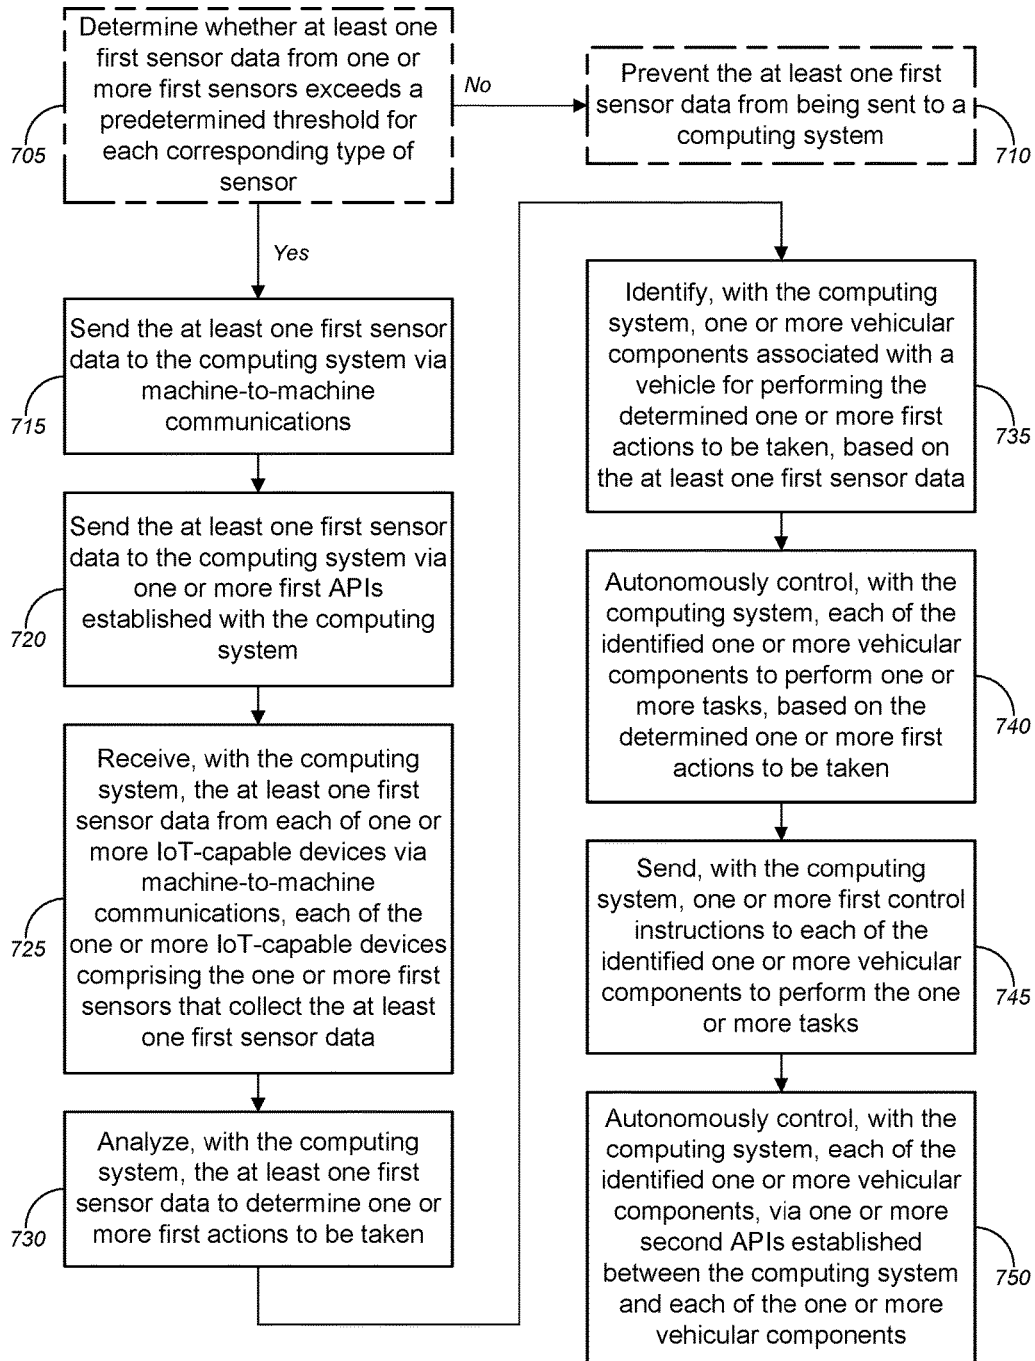 Determine whether at least one
first sensor data from one or
more first sensors exceeds a
predetermined threshold for
each corresponding type of
sensor
705
No
Prevent the at least one first
sensor data from being sent to a
computing system
710
Yes
Send the at least one first sensor
data to the computing system via
machine-to-machine
communications
715
Send the at least one first sensor
data to the computing system via
one or more first APIs
established with the computing
system
720
Receive, with the computing
system, the at least one first
sensor data from each of one or
more IoT-capable devices via
machine-to-machine
communications, each of the
one or more IoT-capable devices
comprising the one or more first
sensors that collect the at least
one first sensor data
725
Analyze, with the computing
system, the at least one first
sensor data to determine one or
more first actions to be taken
730
Identify, with the computing
system, one or more vehicular
components associated with a
vehicle for performing the
determined one or more first
actions to be taken, based on
the at least one first sensor data
735
Autonomously control, with the
computing system, each of the
identified one or more vehicular
components to perform one or
more tasks, based on the
determined one or more first
actions to be taken
740
Send, with the computing
system, one or more first control
instructions to each of the
identified one or more vehicular
components to perform the one
or more tasks
745
Autonomously control, with the
computing system, each of the
identified one or more vehicular
components, via one or more
second APIs established
between the computing system
and each of the one or more
vehicular components
750